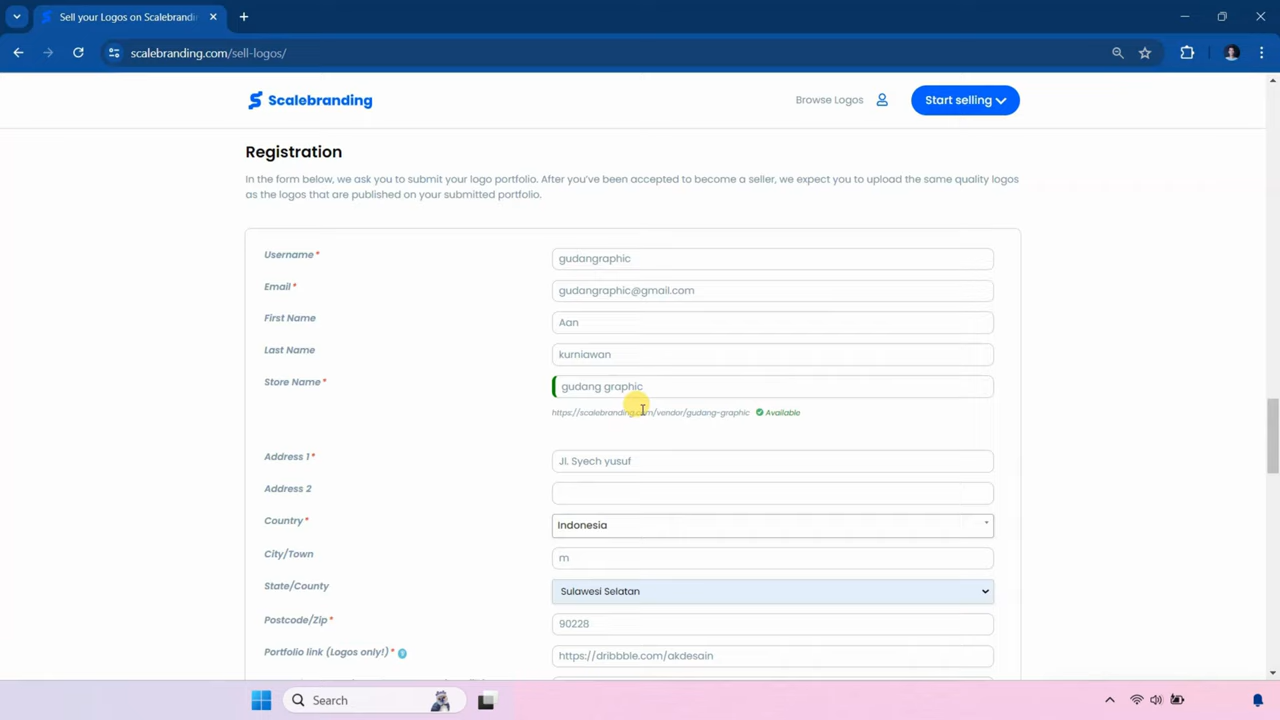 Sell your Logos on Scalebrandi
scalebranding.com/sell-logos/
Scalebranding
Browse Logos
Start selling
Registration
In the form below, we ask you to submit your logo portfolio. After you've been accepted to become a seller, we expect you to upload the same quality logos
as the logos that are published on your submitted portfolio.
Username *
gudangraphic
Email *
gudangraphic@gmail.com
First Name
Aan
Last Name
kurniawan
Store Name *
gudang graphic
https://scalebranding.com/vendor/gudang-graphic Available
Address 1 *
Jl. Syech yusuf
Address 2
Country *
Indonesia
City/Town
m
State/County
Sulawesi Selatan
Postcode/Zip *
90228
Portfolio link (Logos only!) * ?
https://dribbble.com/akdesain
Search